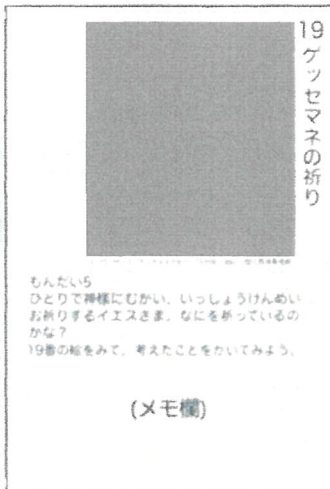 19 ゲッセマネの祈り
もんだい5
ひとりで神様にむかい、いっしょうけんめい
お祈りするイエスさま。なにを祈っているの
かな?
19番の絵をみて、考えたことをかいてみよう。
(メモ欄)